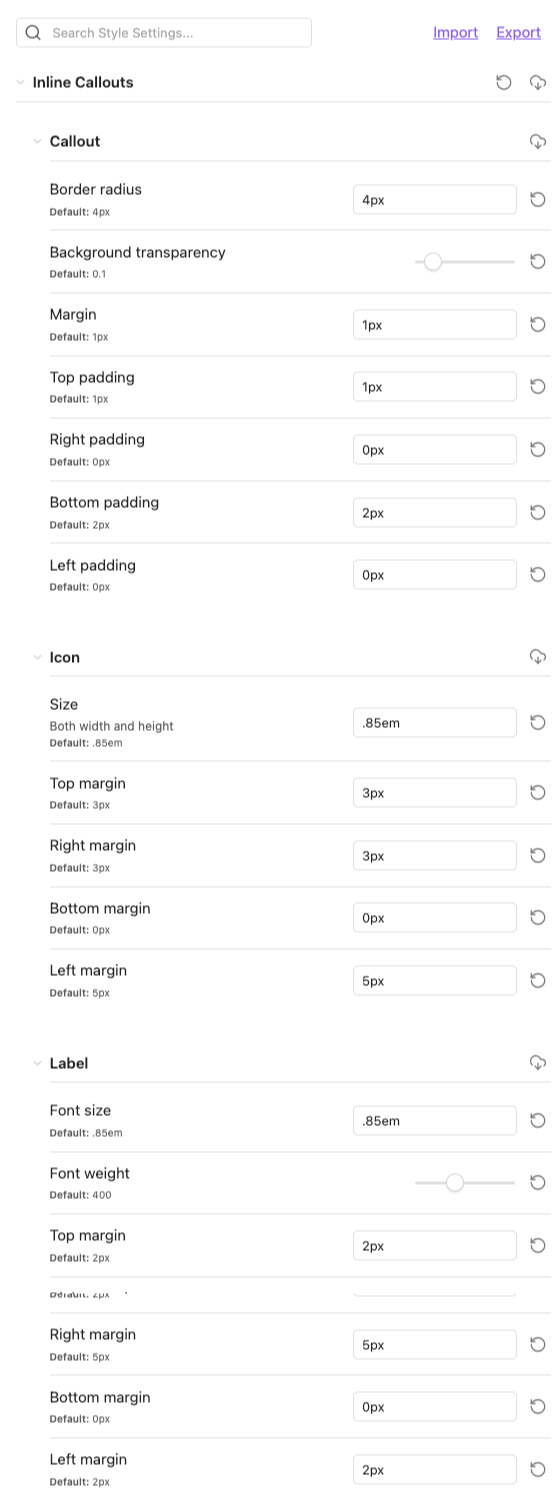 Search Style Settings...
Import Export
Inline Callouts
Callout
Border radius
Default: 4px
4px
Background transparency
Default: 0.1
Margin
Default: 1px
1px
Top padding
Default: 1px
1px
Right padding
Default: 0px
0px
Bottom padding
Default: 2px
2px
Left padding
Default: 0px
0px
Icon
Size
Both width and height
Default: .85em
.85em
Top margin
Default: 3px
3px
Right margin
Default: 3px
3px
Bottom margin
Default: 0px
0px
Left margin
Default: 5px
5px
Label
Font size
Default: .85em
.85em
Font weight
Default: 400
Top margin
Default: 2px
2px
Right margin
Default: 5px
5px
Bottom margin
Default: 0px
0px
Left margin
Default: 2px
2px